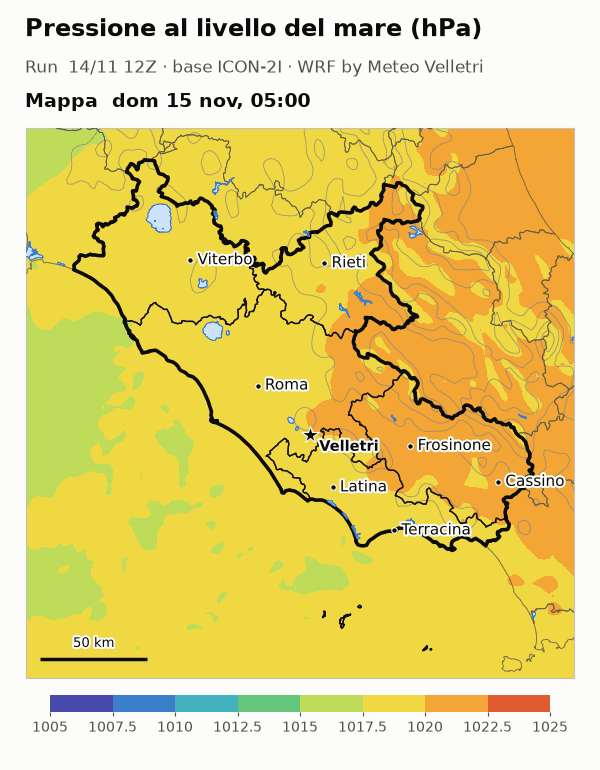 Pressione al livello del mare (hPa)
Run 14/11 12Z · base ICON-2I · WRF by Meteo Velletri
Mappa dom 15 nov, 05:00
Viterbo
Rieti
Roma
Velletri
Frosinone
Cassino
Latina
Terracina
50 km
1005 1007.5 1010 1012.5 1015 1017.5 1020 1022.5 1025